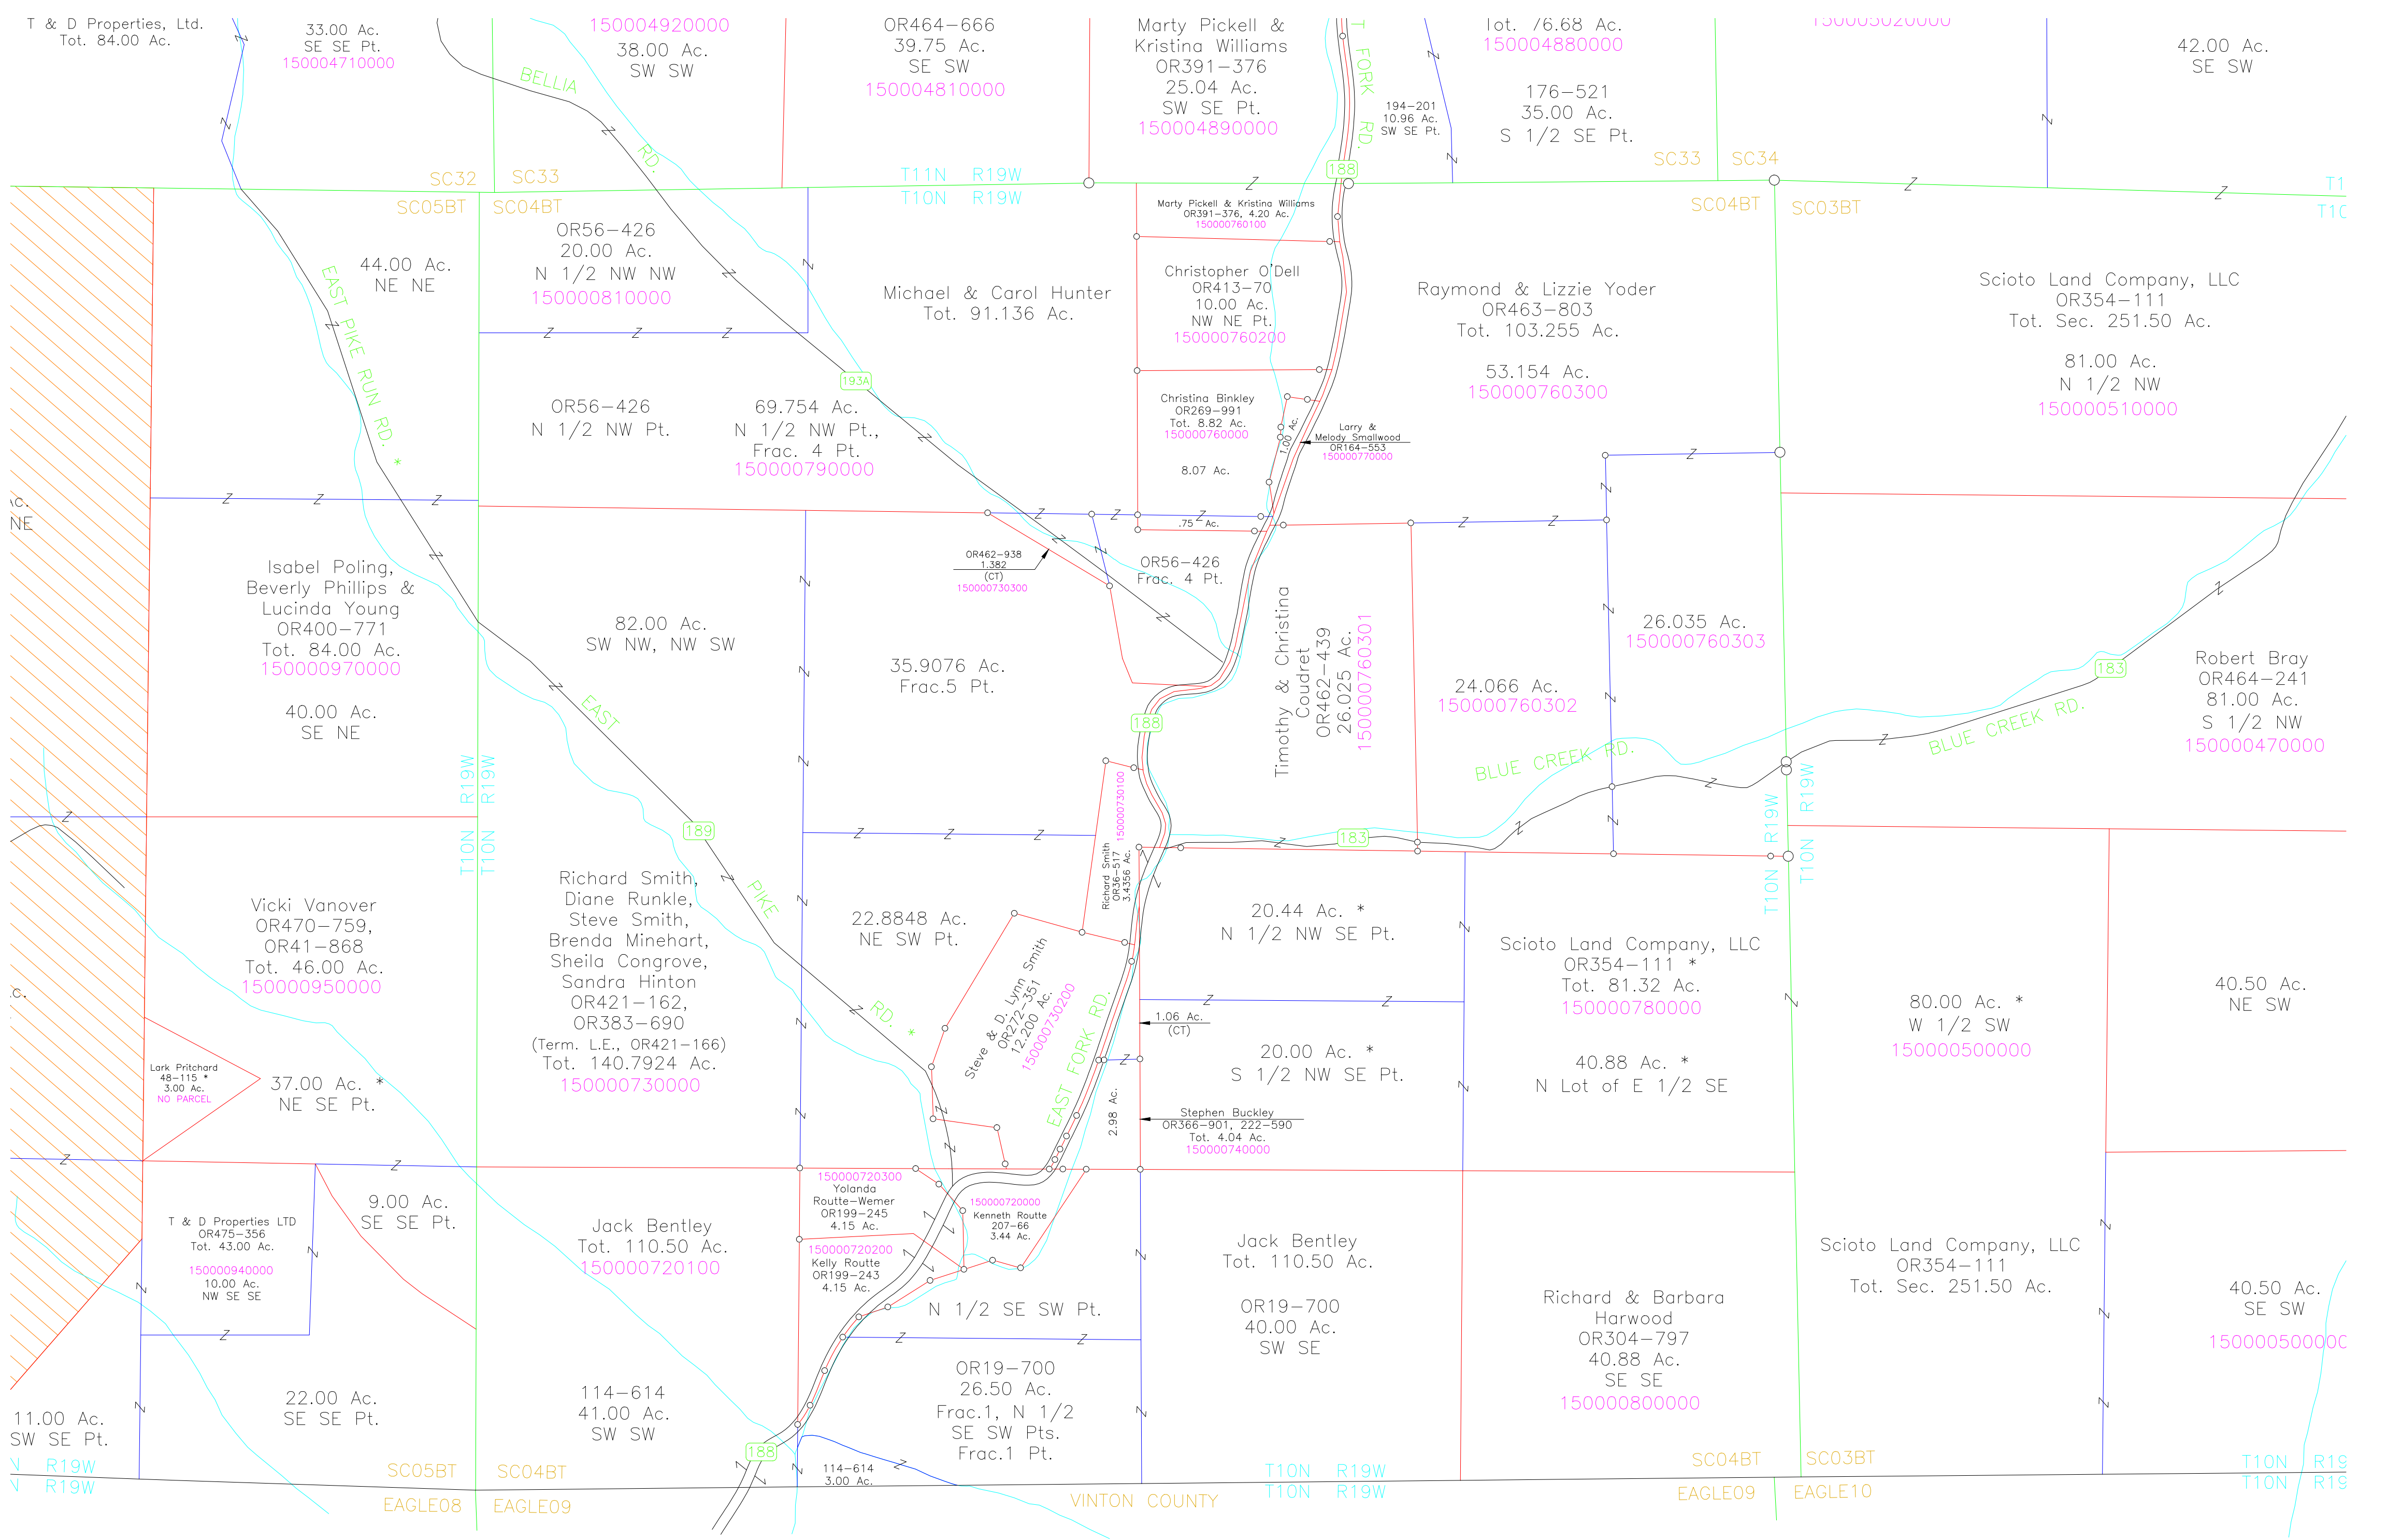 T & D Properties, Ltd.
Tot. 84.00 Ac.
33.00 Ac.
SE SE Pt.
150004710000
150004920000
38.00 Ac.
SW SW
OR464-666
39.75 Ac.
SE SW
150004810000
Marty Pickell &
Kristina Williams
OR391-376
25.04 Ac.
SW SE Pt.
150004890000
T FORK RD.
194-201
10.96 Ac.
SW SE Pt.
Tot. 76.68 Ac.
150004880000
176-521
35.00 Ac.
S 1/2 SE Pt.
150005020000
42.00 Ac.
SE SW
BELLIA RD.
SC32
SC33
T11N R19W
188
SC33
SC34
T1
SC05BT
SC04BT
T10N R19W
SC04BT
SC03BT
T10
44.00 Ac.
NE NE
EAST PIKE RUN RD. *
OR56-426
20.00 Ac.
N 1/2 NW NW
150000810000
Michael & Carol Hunter
Tot. 91.136 Ac.
Marty Pickell & Kristina Williams
OR391-376, 4.20 Ac.
150000760100
Christopher O'Dell
OR413-70
10.00 Ac.
NW NE Pt.
150000760200
Raymond & Lizzie Yoder
OR463-803
Tot. 103.255 Ac.
53.154 Ac.
150000760300
Scioto Land Company, LLC
OR354-111
Tot. Sec. 251.50 Ac.
81.00 Ac.
N 1/2 NW
150000510000
193A
OR56-426
N 1/2 NW Pt.
69.754 Ac.
N 1/2 NW Pt.,
Frac. 4 Pt.
150000790000
Christina Binkley
OR269-991
Tot. 8.82 Ac.
150000760000
8.07 Ac.
1.00 Ac.
Larry &
Melody Smallwood
OR164-553
150000770000
.75 Ac.
Ac.
NE
Isabel Poling,
Beverly Phillips &
Lucinda Young
OR400-771
Tot. 84.00 Ac.
150000970000
40.00 Ac.
SE NE
82.00 Ac.
SW NW, NW SW
OR462-938
1.382
(CT)
150000730300
OR56-426
Frac. 4 Pt.
35.9076 Ac.
Frac.5 Pt.
Timothy & Christina
Coudret
OR462-439
26.025 Ac.
150000760301
24.066 Ac.
150000760302
26.035 Ac.
150000760303
183
Robert Bray
OR464-241
81.00 Ac.
S 1/2 NW
150000470000
188
BLUE CREEK RD.
BLUE CREEK RD.
T10N R19W
T10N R19W
T10N R19W
T10N R19W
EAST PIKE RD. *
189
183
150000730100
Richard Smith
OR36-517
3.4356 Ac.
Vicki Vanover
OR470-759,
OR41-868
Tot. 46.00 Ac.
150000950000
Richard Smith,
Diane Runkle,
Steve Smith,
Brenda Minehart,
Sheila Congrove,
Sandra Hinton
OR421-162,
OR383-690
(Term. L.E., OR421-166)
Tot. 140.7924 Ac.
150000730000
22.8848 Ac.
NE SW Pt.
Steve & D. Lynn Smith
OR272-351
12.200 Ac.
150000730200
EAST FORK RD.
20.44 Ac. *
N 1/2 NW SE Pt.
Scioto Land Company, LLC
OR354-111 *
Tot. 81.32 Ac.
150000780000
40.88 Ac. *
N Lot of E 1/2 SE
80.00 Ac. *
W 1/2 SW
150000500000
40.50 Ac.
NE SW
c.
1.06 Ac.
(CT)
20.00 Ac. *
S 1/2 NW SE Pt.
Lark Pritchard
48-115 *
3.00 Ac.
NO PARCEL
37.00 Ac. *
NE SE Pt.
2.98 Ac.
Stephen Buckley
OR366-901, 222-590
Tot. 4.04 Ac.
150000740000
T & D Properties LTD
OR475-356
Tot. 43.00 Ac.
150000940000
10.00 Ac.
NW SE SE
9.00 Ac.
SE SE Pt.
Jack Bentley
Tot. 110.50 Ac.
150000720100
150000720300
Yolanda
Routte-Wemer
OR199-245
4.15 Ac.
150000720200
Kelly Routte
OR199-243
4.15 Ac.
150000720000
Kenneth Routte
207-66
3.44 Ac.
N 1/2 SE SW Pt.
Jack Bentley
Tot. 110.50 Ac.
OR19-700
40.00 Ac.
SW SE
Richard & Barbara
Harwood
OR304-797
40.88 Ac.
SE SE
150000800000
Scioto Land Company, LLC
OR354-111
Tot. Sec. 251.50 Ac.
40.50 Ac.
SE SW
150000500000
11.00 Ac.
SW SE Pt.
22.00 Ac.
SE SE Pt.
114-614
41.00 Ac.
SW SW
OR19-700
26.50 Ac.
Frac.1, N 1/2
SE SW Pts.
Frac.1 Pt.
188
114-614
3.00 Ac.
N R19W
SC05BT
SC04BT
T10N R19W
SC04BT
SC03BT
T10N R19
N R19W
EAGLE08
EAGLE09
VINTON COUNTY
T10N R19W
EAGLE09
EAGLE10
T10N R19